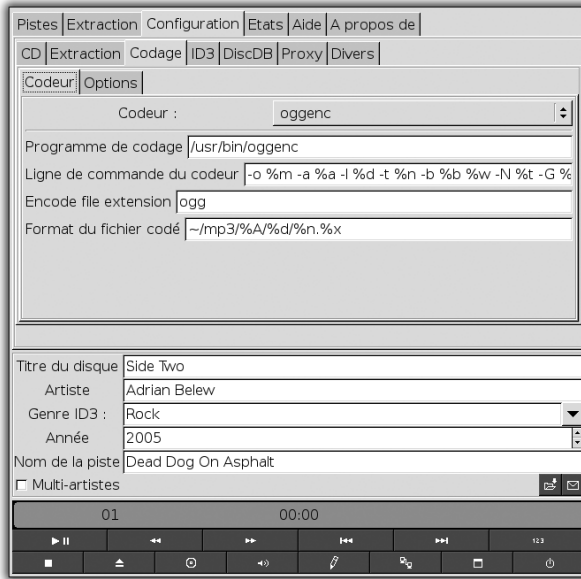 Pistes Extraction Configuration Etats Aide A propos de
CD Extraction Codage ID3 DiscDB Proxy Divers
Codeur Options
Codeur : oggenc
Programme de codage /usr/bin/oggenc
Ligne de commande du codeur -o %m -a %a -l %d -t %n -b %b %w -N %t -G %
Encode file extension ogg
Format du fichier codé ~/mp3/%A/%d/%n.%x
Titre du disque Side Two
Artiste Adrian Belew
Genre ID3 : Rock
Année 2005
Nom de la piste Dead Dog On Asphalt
Multi-artistes
01 00:00
123